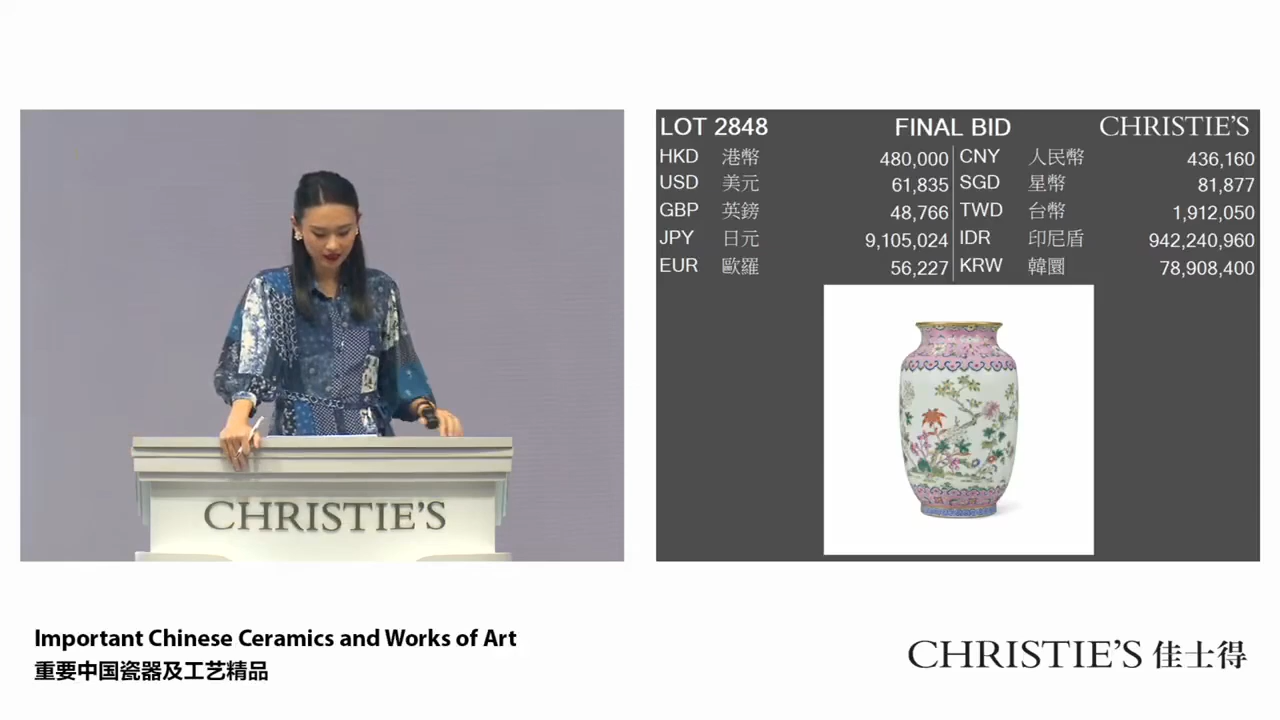 LOT 2848 FINAL BID CHRISTIE'S
HKD 港幣 480,000 CNY 人民幣 436,160
USD 美元 61,835 SGD 星幣 81,877
GBP 英鎊 48,766 TWD 台幣 1,912,050
JPY 日元 9,105,024 IDR 印尼盾 942,240,960
EUR 歐羅 56,227 KRW 韓圜 78,908,400
CHRISTIE'S
Important Chinese Ceramics and Works of Art
重要中国瓷器及工艺精品
CHRISTIE'S 佳士得